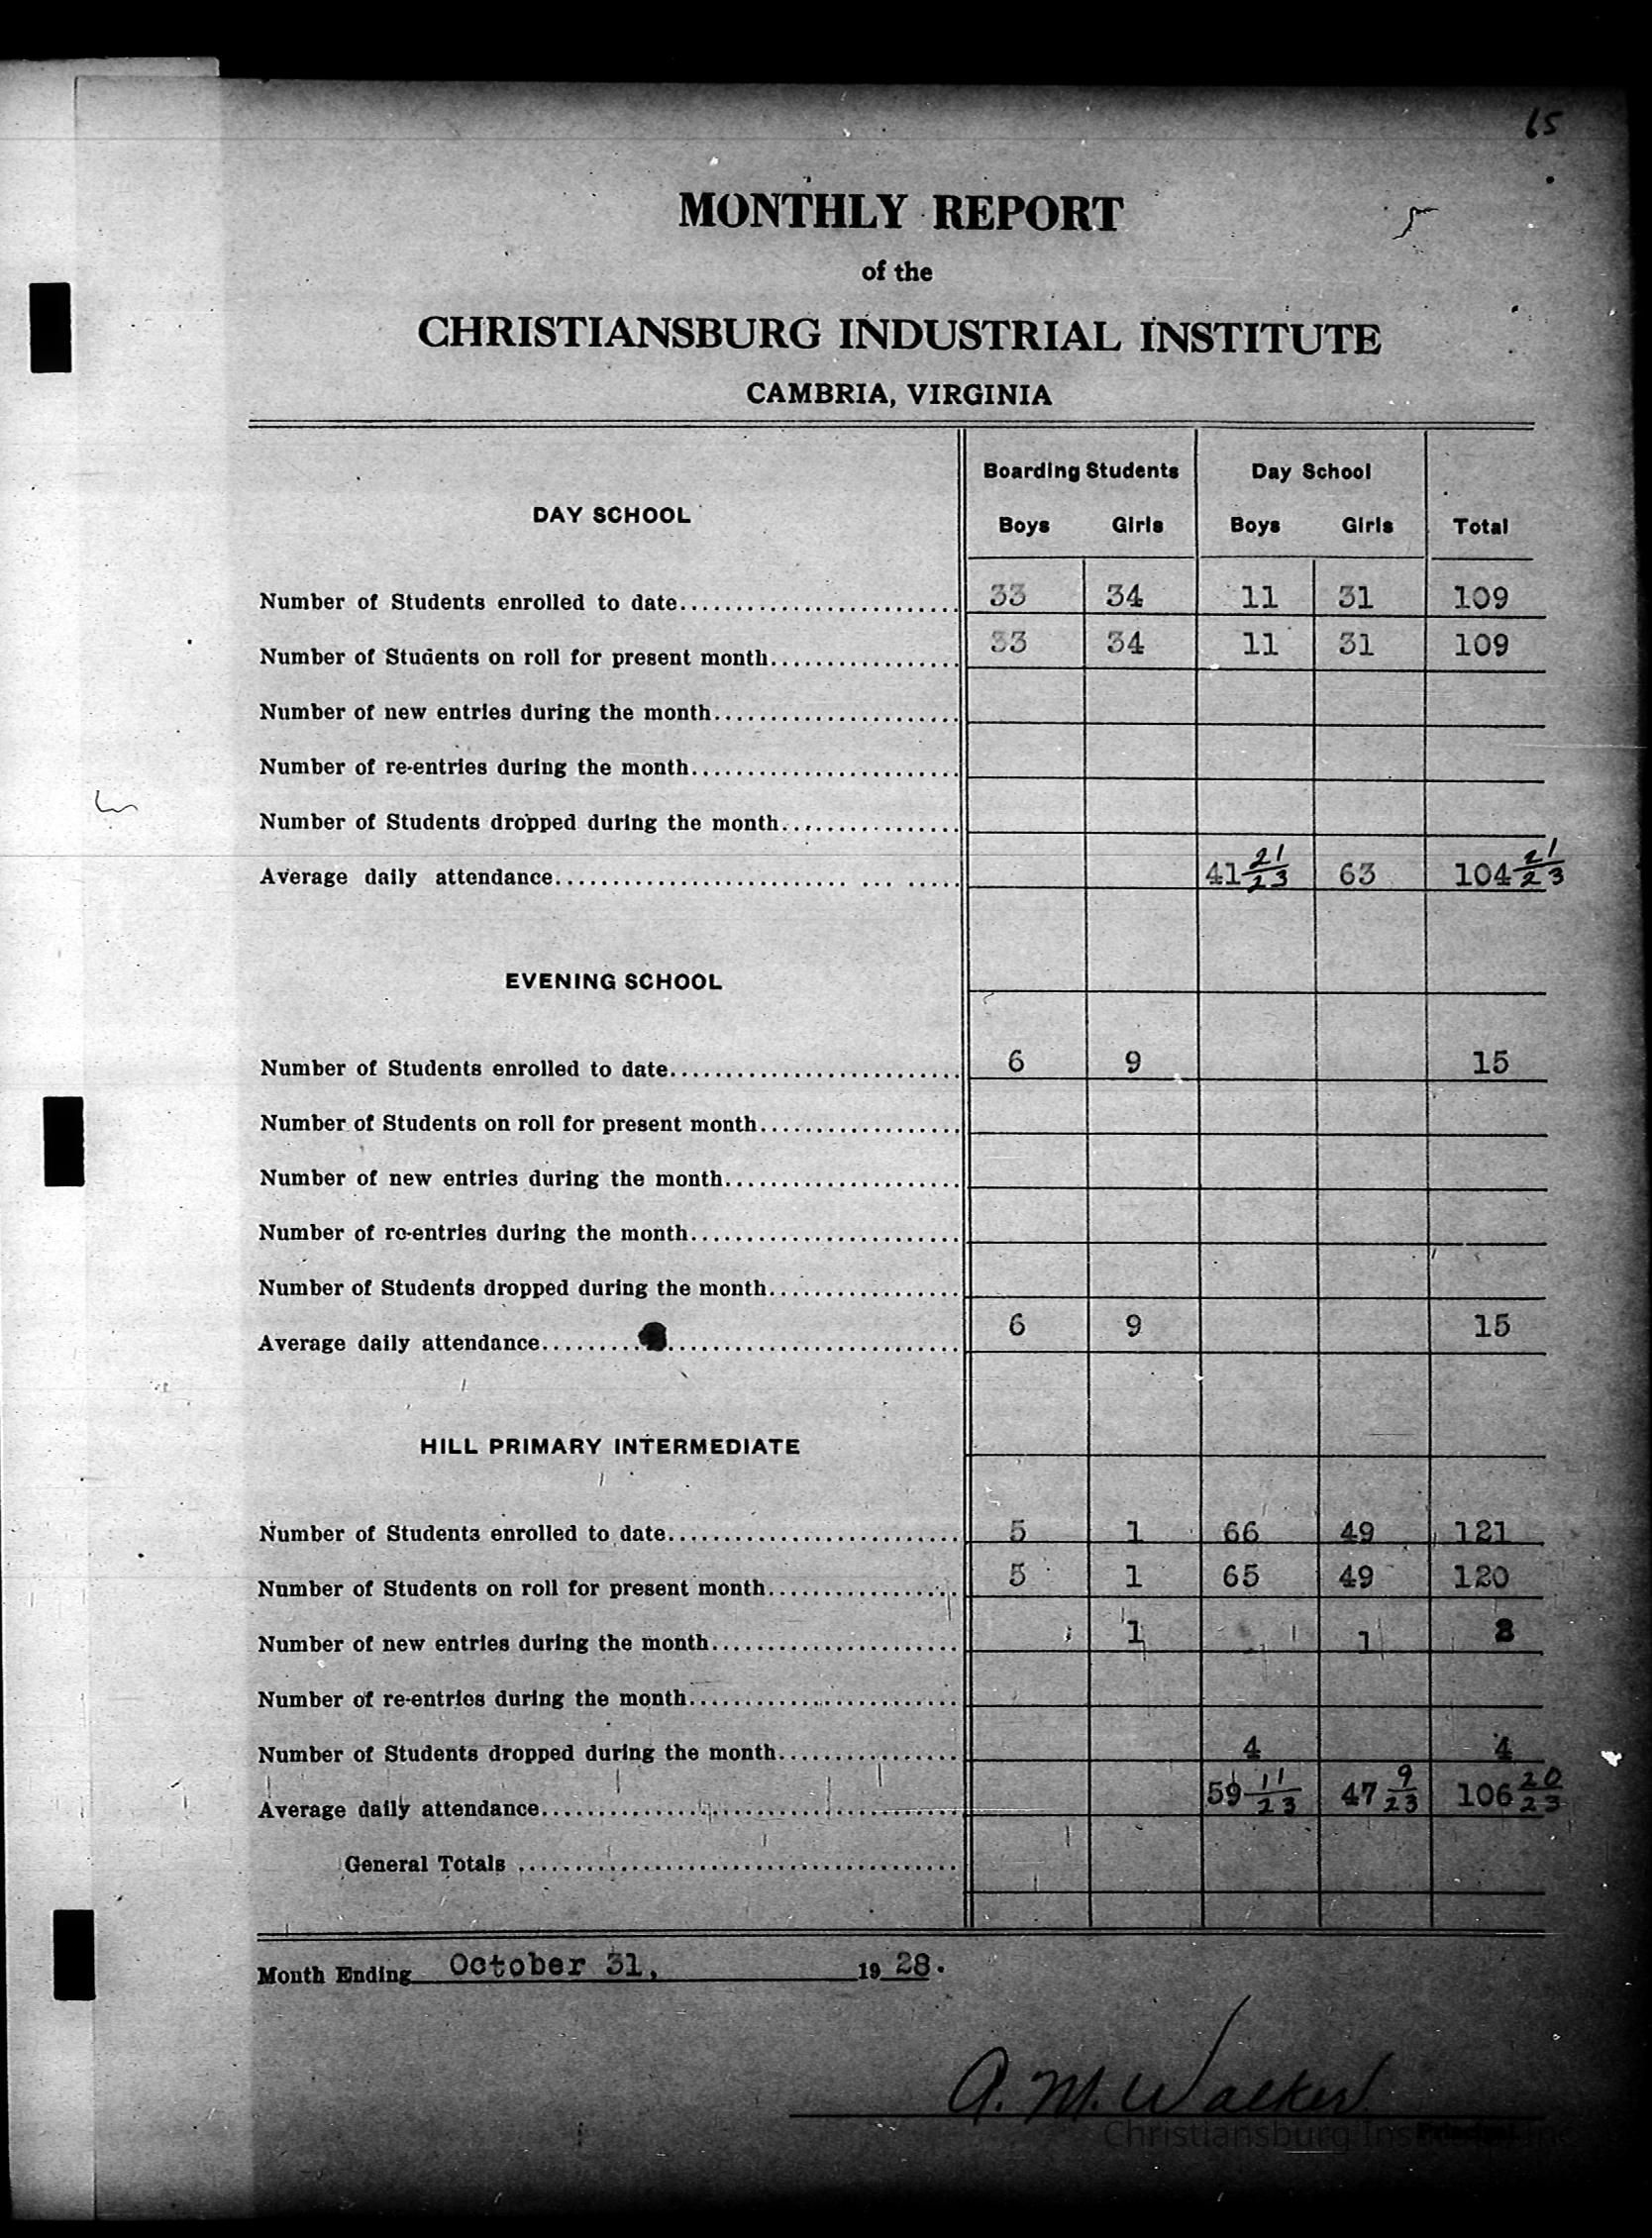 65
MONTHLY REPORT
of the
CHRISTIANSBURG INDUSTRIAL INSTITUTE
CAMBRIA, VIRGINIA
Boarding Students Day School
DAY SCHOOL Boys Girls Boys Girls Total
Number of Students enrolled to date 33 34 11 31 109
Number of Students on roll for present month 33 34 11 31 109
Number of new entries during the month
Number of re-entries during the month
Number of Students dropped during the month
Average daily attendance 41 21/23 63 104 21/23
EVENING SCHOOL
Number of Students enrolled to date 6 9 15
Number of Students on roll for present month
Number of new entries during the month
Number of re-entries during the month
Number of Students dropped during the month
Average daily attendance 6 9 15
HILL PRIMARY INTERMEDIATE
Number of Students enrolled to date 5 1 66 49 121
Number of Students on roll for present month 5 1 65 49 120
Number of new entries during the month 1 1
Number of re-entries during the month
Number of Students dropped during the month 4 4
Average daily attendance 59 11/23 47 9/23 106 20/23
General Totals
Month Ending October 31, 1928.
A. M. Walker
Principal
Christiansburg Institute Inc